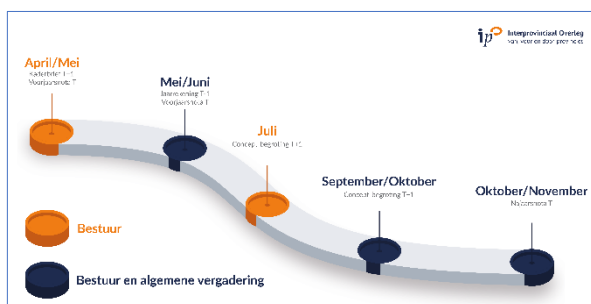 ip Interprovinciaal Overleg
van, voor en door provincies
April/Mei
Kaderbrief T+1
Voorjaarsnota T
Mei/Juni
Jaarrekening T-1
Voorjaarsnota T
Juli
Concept begroting T+1
September/Oktober
Concept begroting T+1
Oktober/November
Najaarsnota T
Bestuur
Bestuur en algemene vergadering